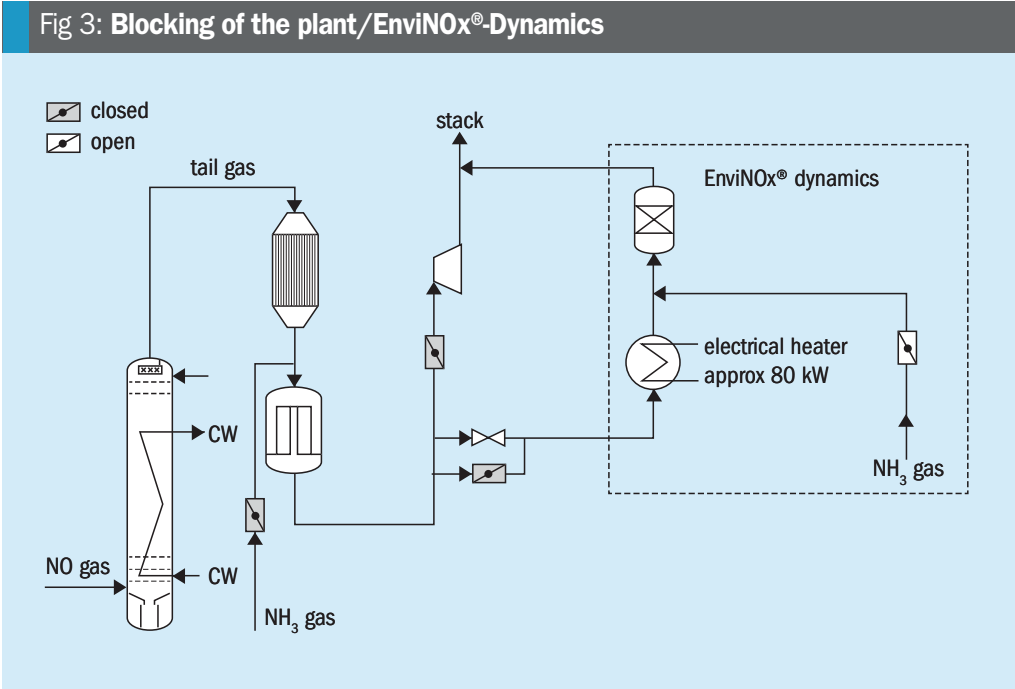 Fig 3: Blocking of the plant/EnviNOx®-Dynamics
closed
open
stack
tail gas
EnviNOx® dynamics
electrical heater
approx 80 kW
CW
NH₃ gas
NO gas
CW
NH₃ gas